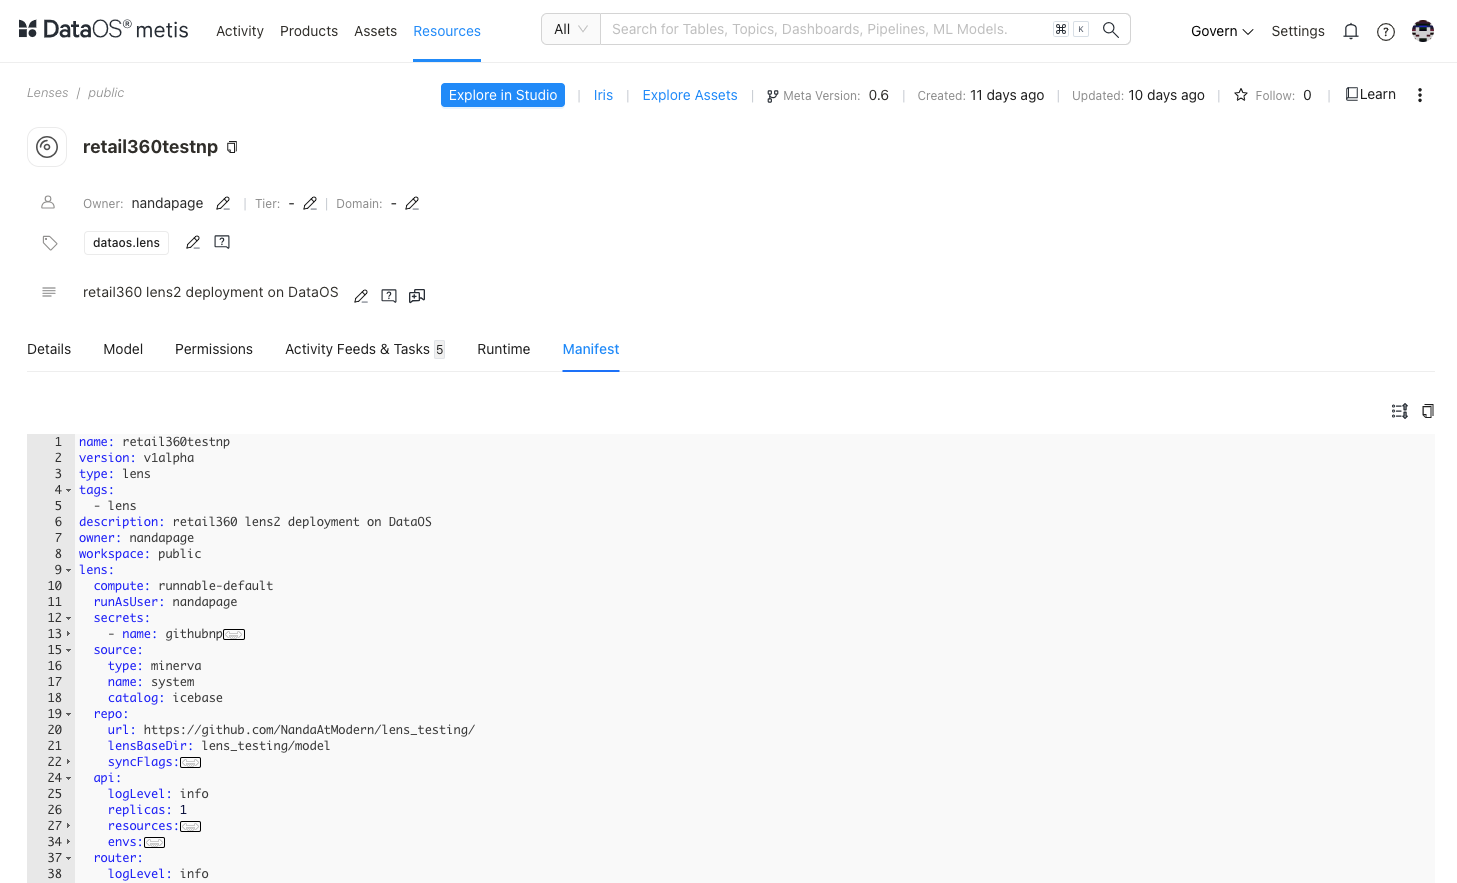 DataOS® metis Activity Products Assets Resources All Search for Tables, Topics, Dashboards, Pipelines, ML Models. ⌘ K Govern Settings ?
Lenses / public Explore in Studio | Iris | Explore Assets | Meta Version: 0.6 | Created: 11 days ago | Updated: 10 days ago | Follow: 0 | Learn
retail360testnp
Owner: nandapage | Tier: - | Domain: -
dataos.lens
retail360 lens2 deployment on DataOS
Details Model Permissions Activity Feeds & Tasks 5 Runtime Manifest
1 name: retail360testnp
2 version: v1alpha
3 type: lens
4 tags:
5 - lens
6 description: retail360 lens2 deployment on DataOS
7 owner: nandapage
8 workspace: public
9 lens:
10 compute: runnable-default
11 runAsUser: nandapage
12 secrets:
13 - name: githubnp
15 source:
16 type: minerva
17 name: system
18 catalog: icebase
19 repo:
20 url: https://github.com/NandaAtModern/lens_testing/
21 lensBaseDir: lens_testing/model
22 syncFlags:
24 api:
25 logLevel: info
26 replicas: 1
27 resources:
34 envs:
37 router:
38 logLevel: info